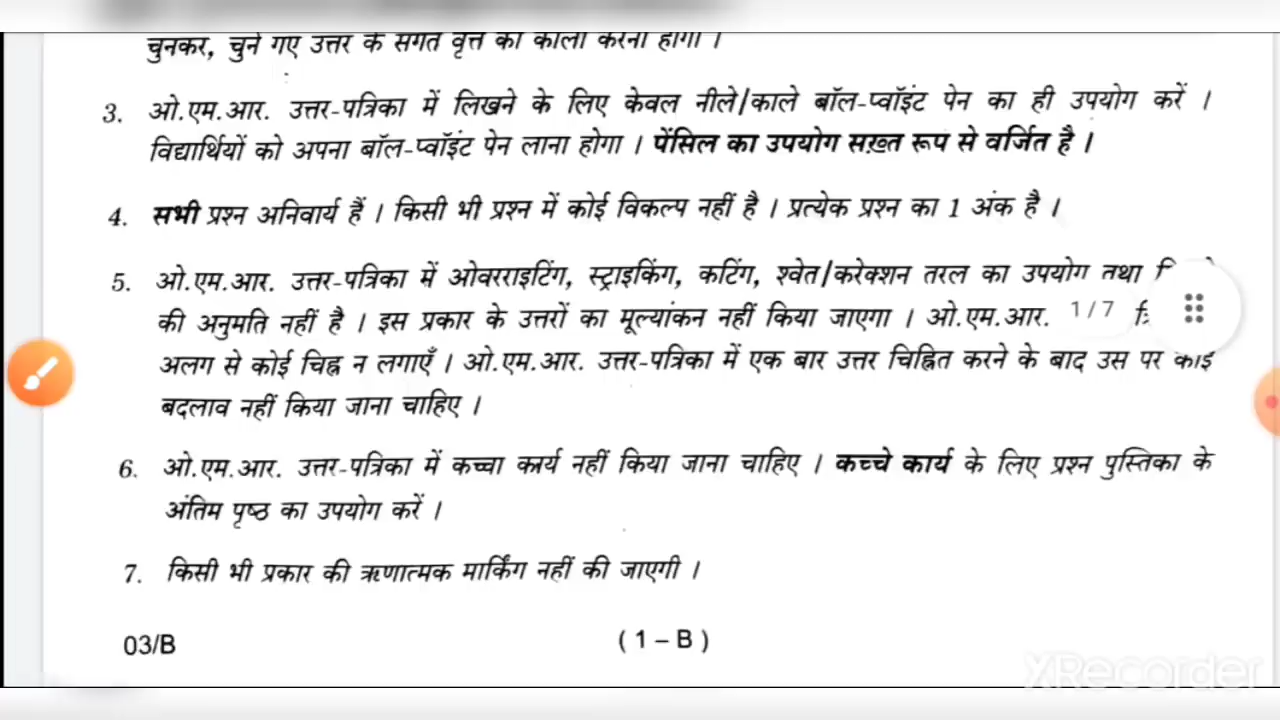 चुनकर, चुने गए उत्तर के संगत वृत्त को काला करना होगा ।
3. ओ.एम.आर. उत्तर-पत्रिका में लिखने के लिए केवल नीले/काले बॉल-प्वॉइंट पेन का ही उपयोग करें ।
विद्यार्थियों को अपना बॉल-प्वॉइंट पेन लाना होगा । पेंसिल का उपयोग सख़्त रूप से वर्जित है ।
4. सभी प्रश्न अनिवार्य हैं । किसी भी प्रश्न में कोई विकल्प नहीं है । प्रत्येक प्रश्न का 1 अंक है ।
5. ओ.एम.आर. उत्तर-पत्रिका में ओवरराइटिंग, स्ट्राइकिंग, कटिंग, श्वेत/करेक्शन तरल का उपयोग तथा
की अनुमति नहीं है । इस प्रकार के उत्तरों का मूल्यांकन नहीं किया जाएगा । ओ.एम.आर. 1/7
अलग से कोई चिह्न न लगाएँ । ओ.एम.आर. उत्तर-पत्रिका में एक बार उत्तर चिह्नित करने के बाद उस पर कोई
बदलाव नहीं किया जाना चाहिए ।
6. ओ.एम.आर. उत्तर-पत्रिका में कच्चा कार्य नहीं किया जाना चाहिए । कच्चे कार्य के लिए प्रश्न पुस्तिका के
अंतिम पृष्ठ का उपयोग करें ।
7. किसी भी प्रकार की ऋणात्मक मार्किंग नहीं की जाएगी ।
03/B ( 1 – B )
XRecorder